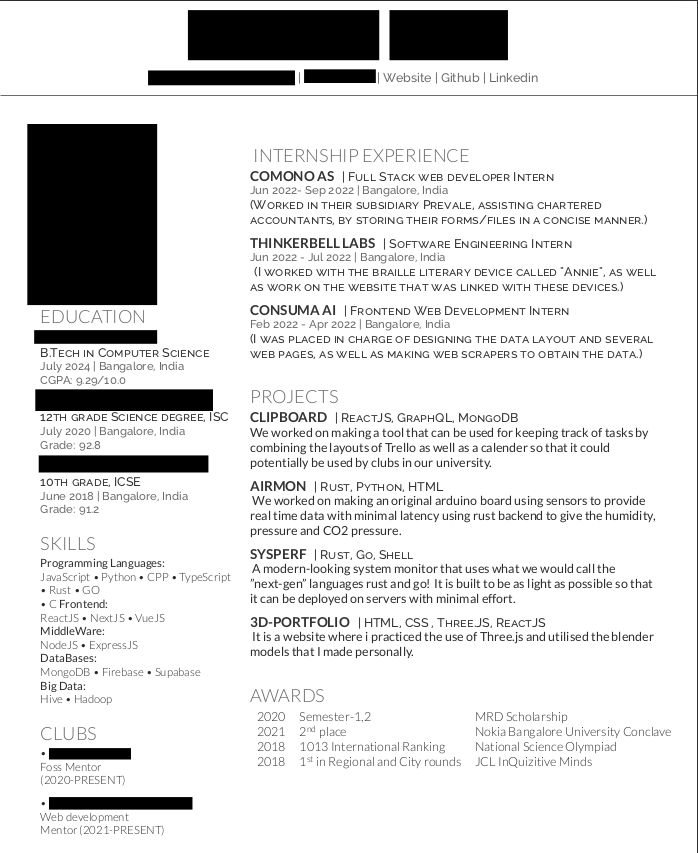 | | Website | Github | Linkedin
EDUCATION
B.Tech in Computer Science
July 2024 | Bangalore, India
CGPA: 9.29/10.0
12th grade Science degree, ISC
July 2020 | Bangalore, India
Grade: 92.8
10th grade, ICSE
June 2018 | Bangalore, India
Grade: 91.2
SKILLS
Programming Languages:
JavaScript • Python • CPP • TypeScript
• Rust • GO
• C Frontend:
ReactJS • NextJS • VueJS
MiddleWare:
NodeJS • ExpressJS
DataBases:
MongoDB • Firebase • Supabase
Big Data:
Hive • Hadoop
CLUBS
•
Foss Mentor
(2020-PRESENT)
•
Web development
Mentor (2021-PRESENT)
INTERNSHIP EXPERIENCE
COMONO AS | Full Stack web developer Intern
Jun 2022- Sep 2022 | Bangalore, India
(Worked in their subsidiary Prevale, assisting chartered
accountants, by storing their forms/files in a concise manner.)
THINKERBELL LABS | Software Engineering Intern
Jun 2022 - Jul 2022 | Bangalore, India
(I worked with the braille literary device called "Annie", as well
as work on the website that was linked with these devices.)
CONSUMA AI | Frontend Web Development Intern
Feb 2022 - Apr 2022 | Bangalore, India
(I was placed in charge of designing the data layout and several
web pages, as well as making web scrapers to obtain the data.)
PROJECTS
CLIPBOARD | ReactJS, GraphQL, MongoDB
We worked on making a tool that can be used for keeping track of tasks by
combining the layouts of Trello as well as a calender so that it could
potentially be used by clubs in our university.
AIRMON | Rust, Python, HTML
We worked on making an original arduino board using sensors to provide
real time data with minimal latency using rust backend to give the humidity,
pressure and CO2 pressure.
SYSPERF | Rust, Go, Shell
A modern-looking system monitor that uses what we would call the
"next-gen" languages rust and go! It is built to be as light as possible so that
it can be deployed on servers with minimal effort.
3D-PORTFOLIO | HTML, CSS , Three.JS, ReactJS
It is a website where i practiced the use of Three.js and utilised the blender
models that I made personally.
AWARDS
2020 Semester-1,2 MRD Scholarship
2021 2nd place Nokia Bangalore University Conclave
2018 1013 International Ranking National Science Olympiad
2018 1st in Regional and City rounds JCL InQuizitive Minds